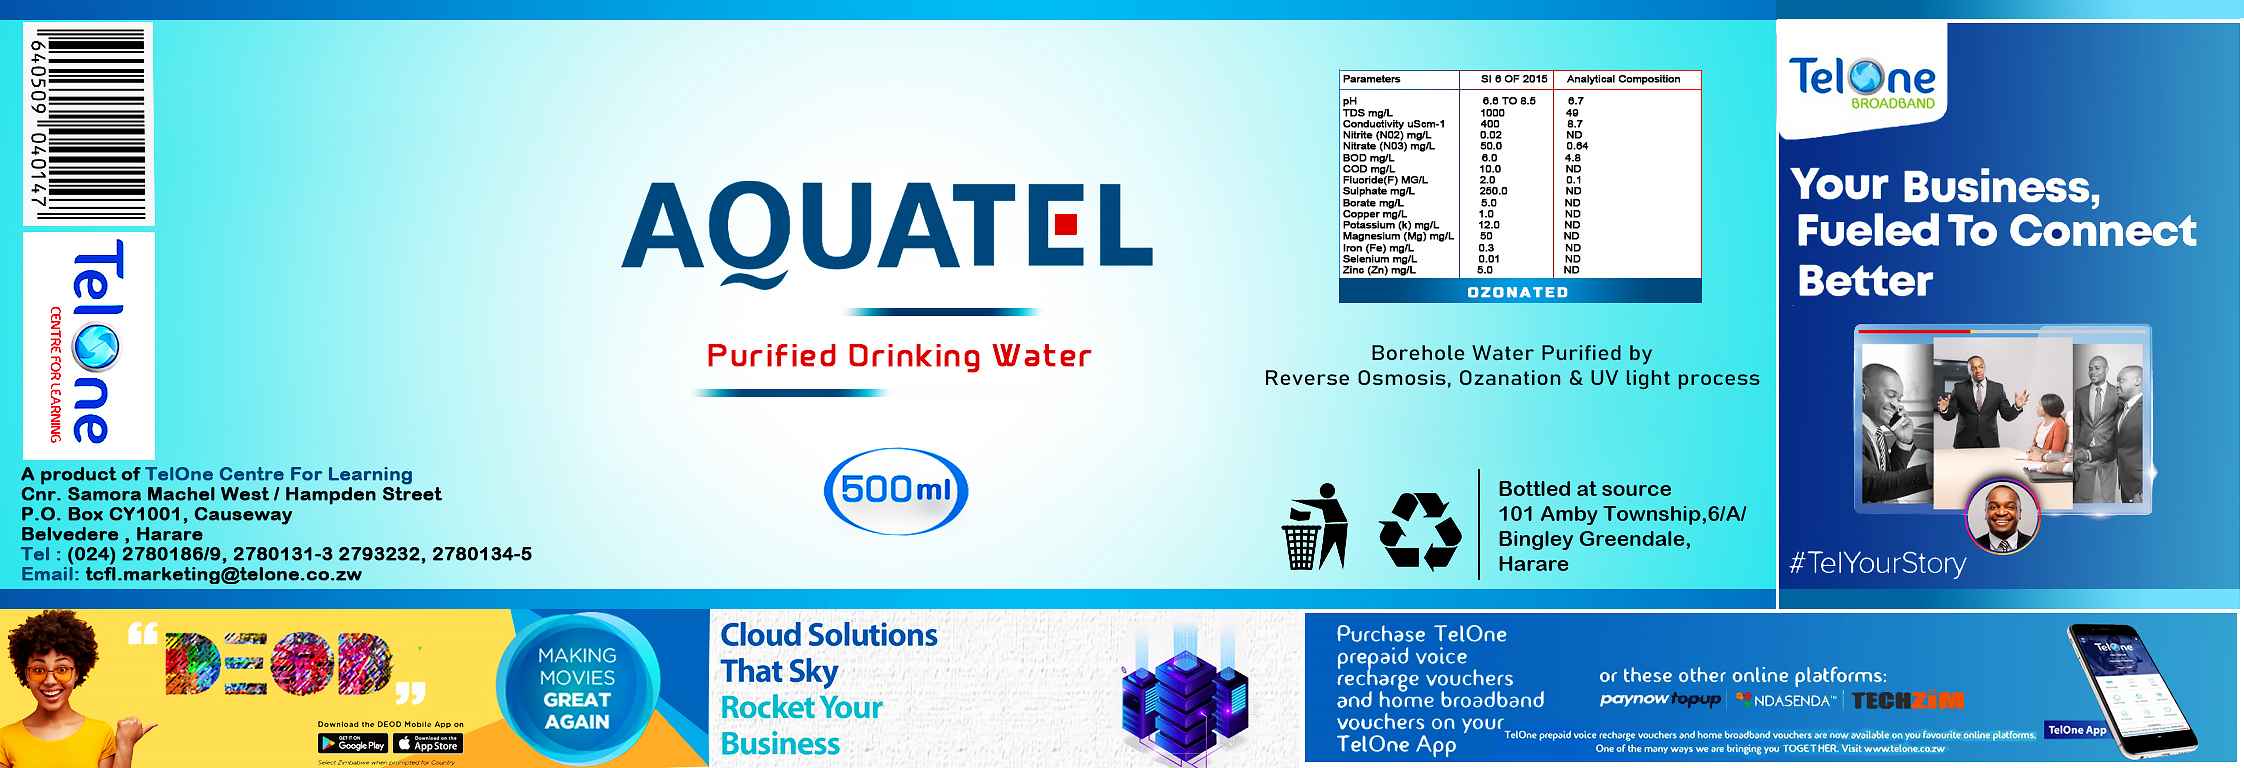 6 40509 040147
TelOne
CENTRE FOR LEARNING
A product of TelOne Centre For Learning
Cnr. Samora Machel West / Hampden Street
P.O. Box CY1001, Causeway
Belvedere , Harare
Tel : (024) 2780186/9, 2780131-3 2793232, 2780134-5
Email: tcfl.marketing@telone.co.zw
AQUATEL
Purified Drinking Water
500ml
Parameters SI 6 OF 2015 Analytical Composition
pH 6.6 TO 8.5 6.7
TDS mg/L 1000 49
Conductivity uScm-1 400 8.7
Nitrite (N02) mg/L 0.02 ND
Nitrate (N03) mg/L 50.0 0.64
BOD mg/L 6.0 4.8
COD mg/L 10.0 ND
Fluoride(F) MG/L 2.0 0.1
Sulphate mg/L 250.0 ND
Borate mg/L 5.0 ND
Copper mg/L 1.0 ND
Potassium (k) mg/L 12.0 ND
Magnesium (Mg) mg/L 50 ND
Iron (Fe) mg/L 0.3 ND
Selenium mg/L 0.01 ND
Zinc (Zn) mg/L 5.0 ND
OZONATED
Borehole Water Purified by
Reverse Osmosis, Ozanation & UV light process
Bottled at source
101 Amby Township,6/A/
Bingley Greendale,
Harare
TelOne
BROADBAND
Your Business,
Fueled To Connect
Better
#TelYourStory
“DEOD”
Download the DEOD Mobile App on
GET IT ON Google Play
Download on the App Store
Select Zimbabwe when prompted for Country
MAKING
MOVIES
GREAT
AGAIN
Cloud Solutions
That Sky
Rocket Your
Business
Purchase TelOne
prepaid voice
recharge vouchers
and home broadband
vouchers on your
TelOne App
or these other online platforms:
paynow topup NDASENDA™ TECHZIM
TelOne prepaid voice recharge vouchers and home broadband vouchers are now available on you favourite online platforms.
One of the many ways we are bringing you TOGETHER. Visit www.telone.co.zw
TelOne App
TelOne